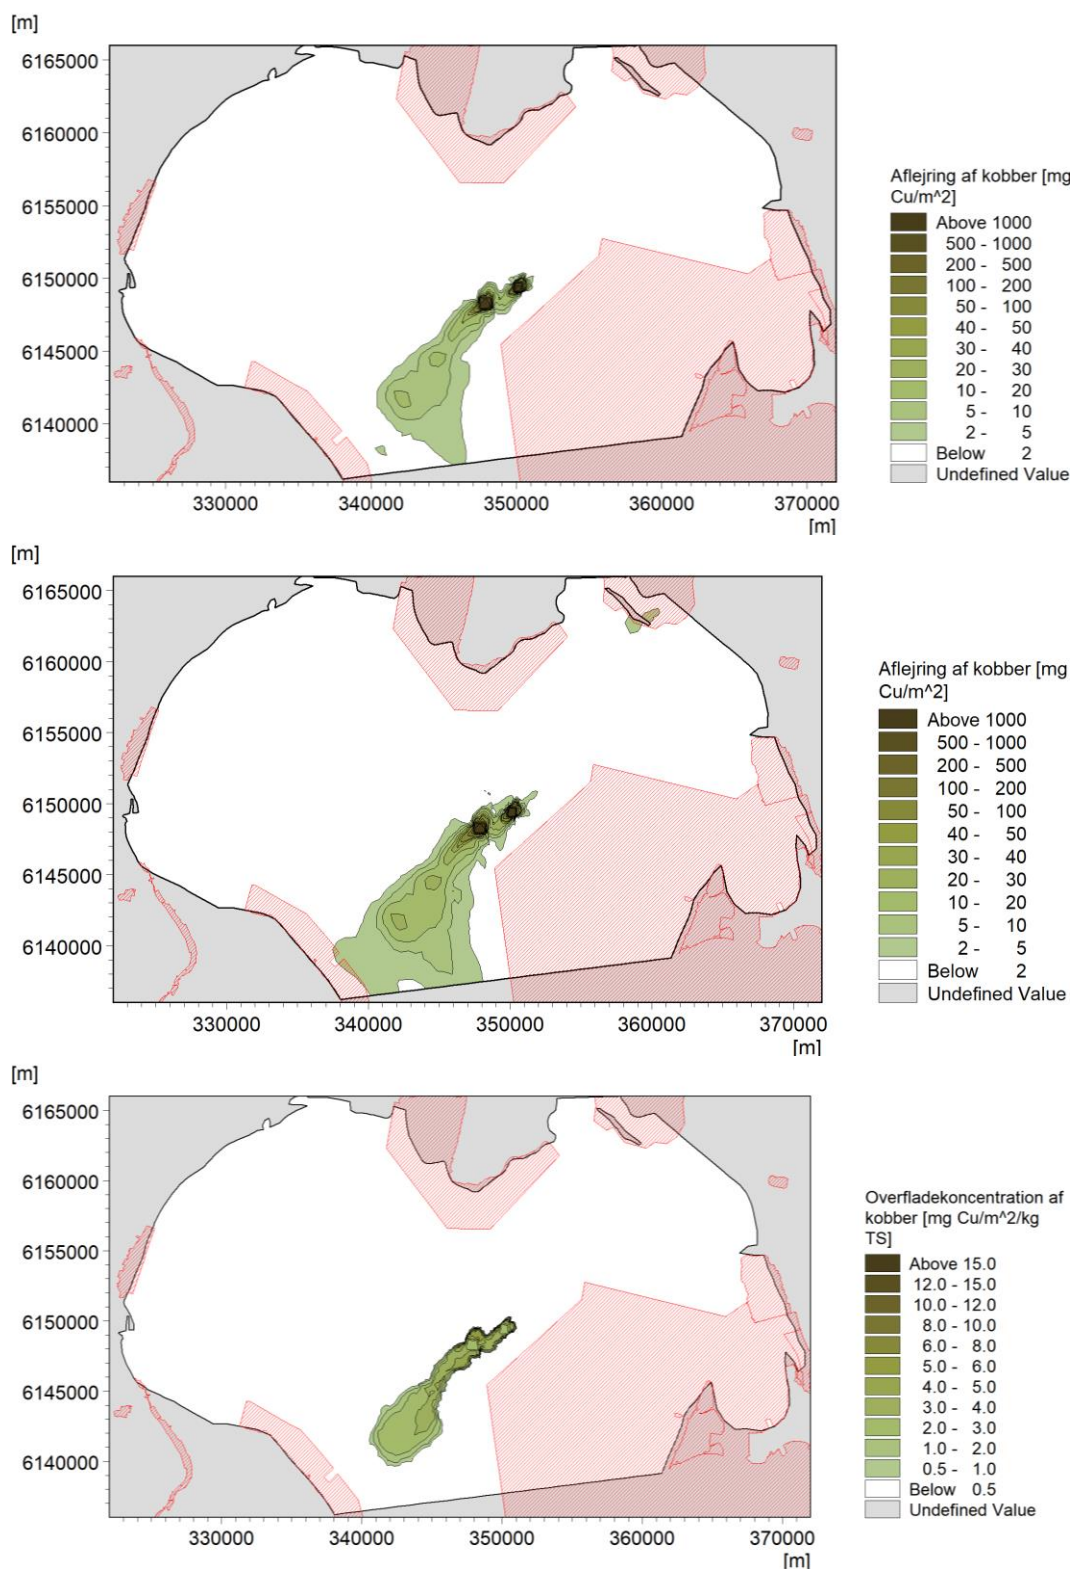 [m]
6165000
6160000
6155000
6150000
6145000
6140000
330000 340000 350000 360000 370000
[m]
Aflejring af kobber [mg
Cu/m^2]
Above 1000
500 - 1000
200 - 500
100 - 200
50 - 100
40 - 50
30 - 40
20 - 30
10 - 20
5 - 10
2 - 5
Below 2
Undefined Value
[m]
6165000
6160000
6155000
6150000
6145000
6140000
330000 340000 350000 360000 370000
[m]
Aflejring af kobber [mg
Cu/m^2]
Above 1000
500 - 1000
200 - 500
100 - 200
50 - 100
40 - 50
30 - 40
20 - 30
10 - 20
5 - 10
2 - 5
Below 2
Undefined Value
[m]
6165000
6160000
6155000
6150000
6145000
6140000
330000 340000 350000 360000 370000
[m]
Overfladekoncentration af
kobber [mg Cu/m^2/kg
TS]
Above 15.0
12.0 - 15.0
10.0 - 12.0
8.0 - 10.0
6.0 - 8.0
5.0 - 6.0
4.0 - 5.0
3.0 - 4.0
2.0 - 3.0
1.0 - 2.0
0.5 - 1.0
Below 0.5
Undefined Value